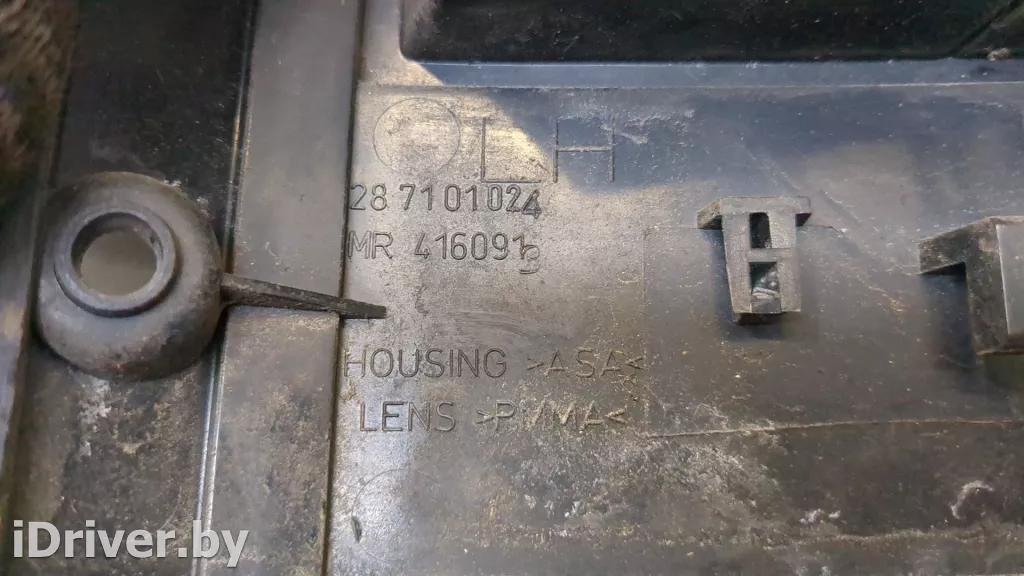 LH
28 7101024
MR 416091
3
HOUSING >ASA<
LENS >PMMA<
iDriver.by